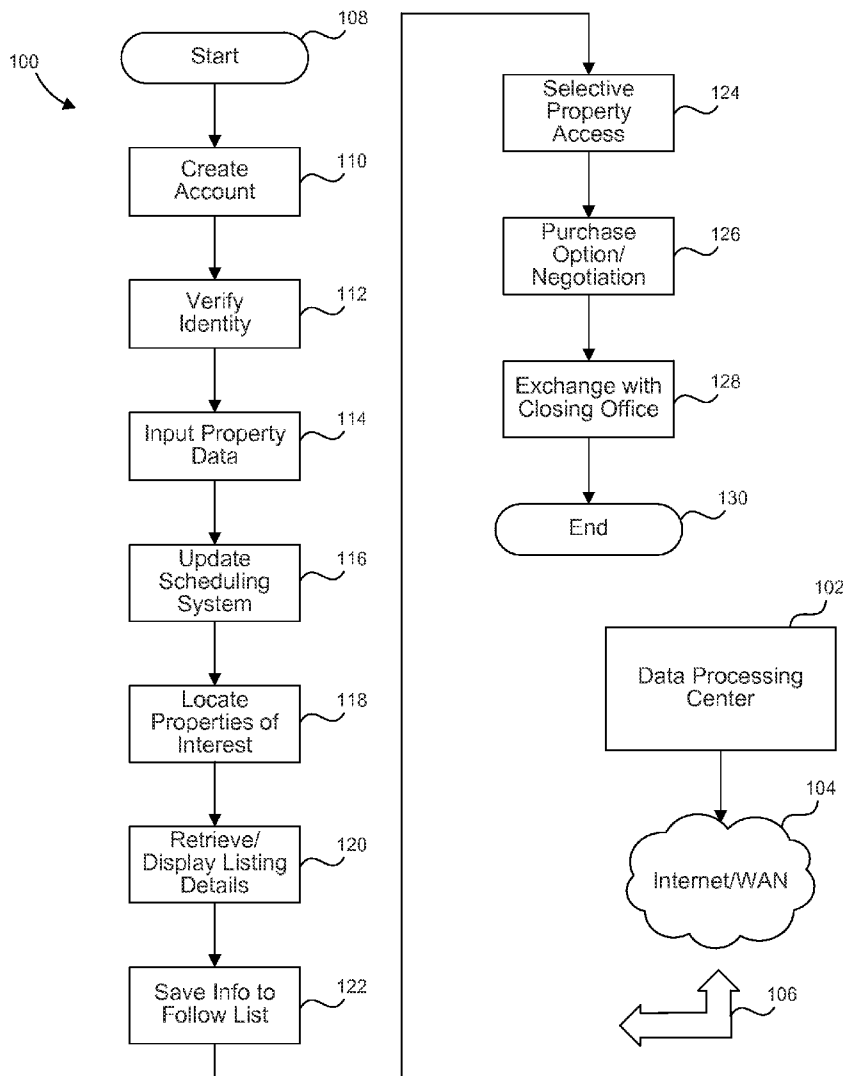 100
Start
108
Create
Account
110
Verify
Identity
112
Input Property
Data
114
Update
Scheduling
System
116
Locate
Properties of
Interest
118
Retrieve/
Display Listing
Details
120
Save Info to
Follow List
122
Selective
Property
Access
124
Purchase
Option/
Negotiation
126
Exchange with
Closing Office
128
End
130
102
Data Processing
Center
104
Internet/WAN
106